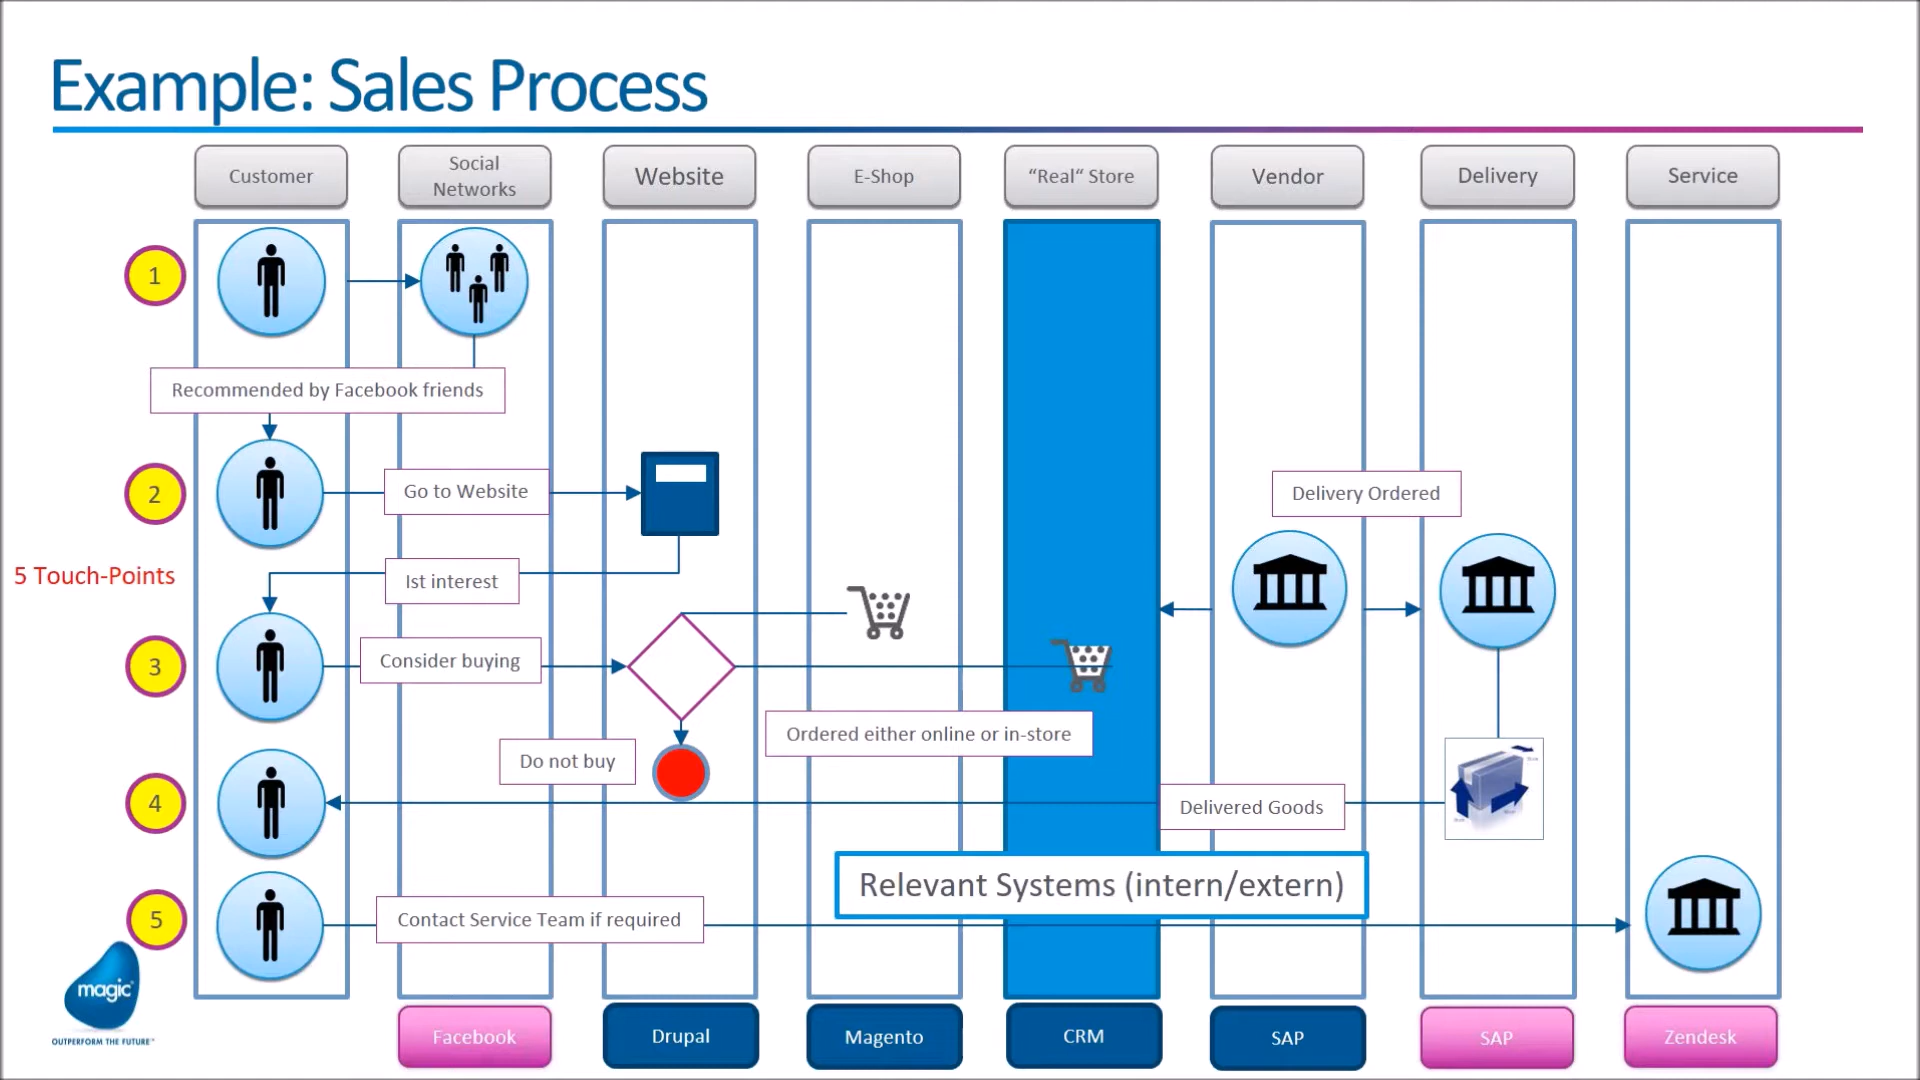 Example: Sales Process
Customer
Social
Networks
Website
E-Shop
“Real“ Store
Vendor
Delivery
Service
1
Recommended by Facebook friends
2
Go to Website
Delivery Ordered
5 Touch-Points
Ist interest
3
Consider buying
Ordered either online or in-store
Do not buy
4
Delivered Goods
Relevant Systems (intern/extern)
5
Contact Service Team if required
magic
OUTPERFORM THE FUTURE™
Facebook
Drupal
Magento
CRM
SAP
SAP
Zendesk